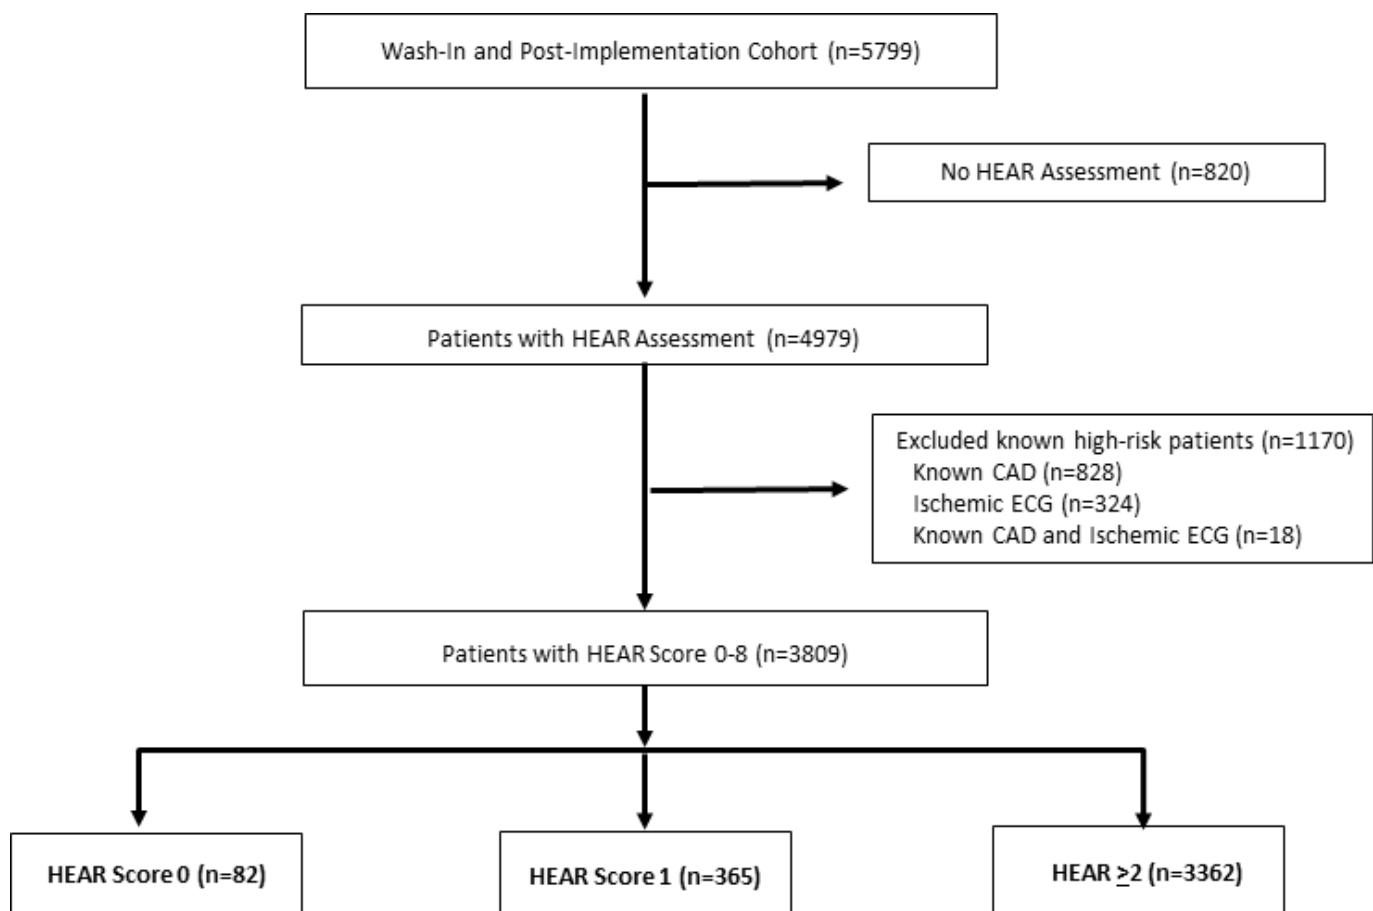 Wash-In and Post-Implementation Cohort (n=5799)
No HEAR Assessment (n=820)
Patients with HEAR Assessment (n=4979)
Excluded known high-risk patients (n=1170)
Known CAD (n=828)
Ischemic ECG (n=324)
Known CAD and Ischemic ECG (n=18)
Patients with HEAR Score 0-8 (n=3809)
HEAR Score 0 (n=82)
HEAR Score 1 (n=365)
HEAR ≥2 (n=3362)